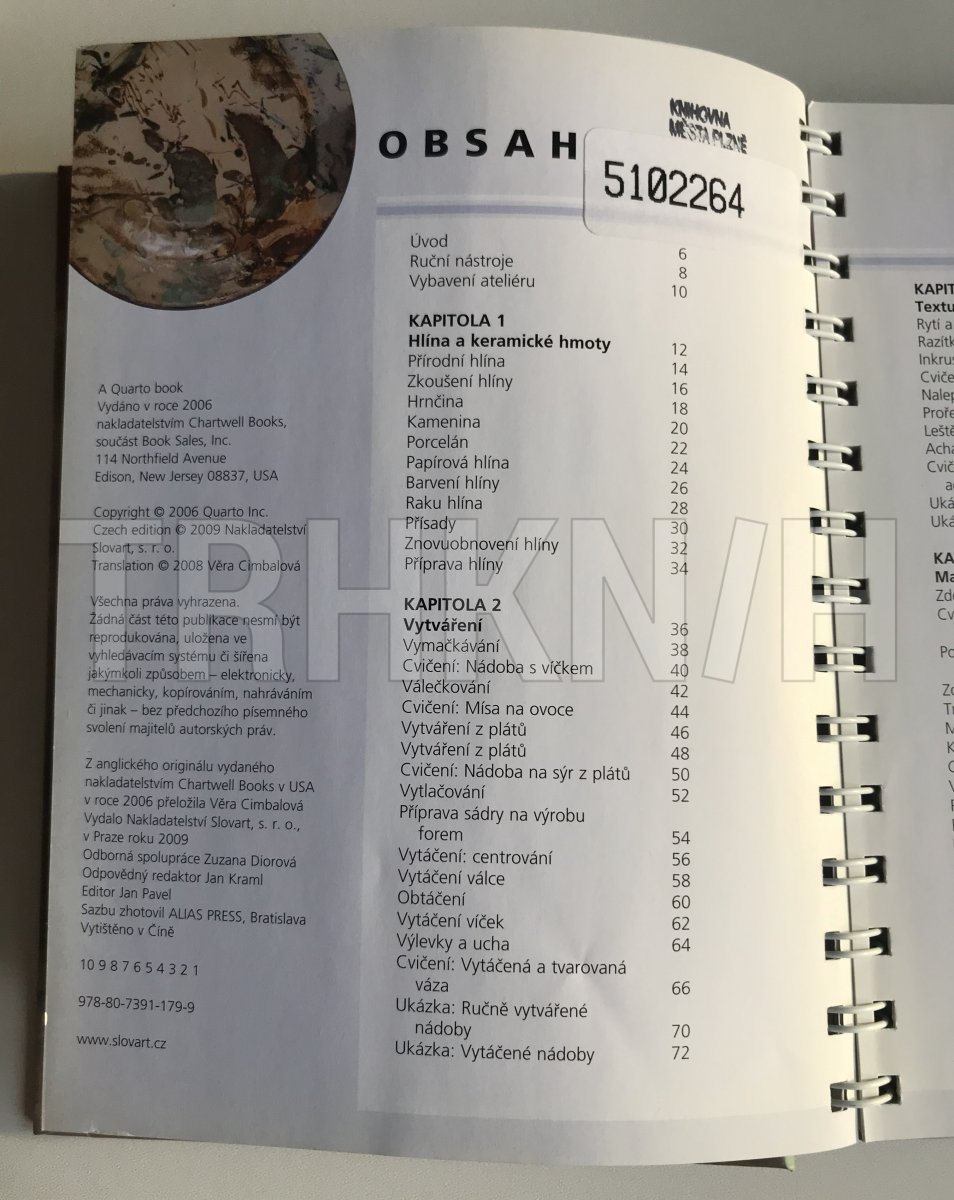 KNIHOVNA
MĚSTA PLZNĚ
OBSAH
5102264
Úvod 6
Ruční nástroje 8
Vybavení ateliéru 10
KAPITOLA 1
Hlína a keramické hmoty 12
Přírodní hlína 14
Zkoušení hlíny 16
Hrnčina 18
Kamenina 20
Porcelán 22
Papírová hlína 24
Barvení hlíny 26
Raku hlína 28
Přísady 30
Znovuobnovení hlíny 32
Příprava hlíny 34
KAPITOLA 2
Vytváření 36
Vymačkávání 38
Cvičení: Nádoba s víčkem 40
Válečkování 42
Cvičení: Mísa na ovoce 44
Vytváření z plátů 46
Vytváření z plátů 48
Cvičení: Nádoba na sýr z plátů 50
Vytlačování 52
Příprava sádry na výrobu
forem 54
Vytáčení: centrování 56
Vytáčení válce 58
Obtáčení 60
Vytáčení víček 62
Výlevky a ucha 64
Cvičení: Vytáčená a tvarovaná
váza 66
Ukázka: Ručně vytvářené
nádoby 70
Ukázka: Vytáčené nádoby 72
A Quarto book
Vydáno v roce 2006
nakladatelstvím Chartwell Books,
součást Book Sales, Inc.
114 Northfield Avenue
Edison, New Jersey 08837, USA
Copyright © 2006 Quarto Inc.
Czech edition © 2009 Nakladatelství
Slovart, s. r. o.
Translation © 2008 Věra Cimbalová
Všechna práva vyhrazena.
Žádná část této publikace nesmí být
reprodukována, uložena ve
vyhledávacím systému či šířena
jakýmkoli způsobem – elektronicky,
mechanicky, kopírováním, nahráváním
či jinak – bez předchozího písemného
svolení majitelů autorských práv.
Z anglického originálu vydaného
nakladatelstvím Chartwell Books v USA
v roce 2006 přeložila Věra Cimbalová
Vydalo Nakladatelství Slovart, s. r. o.,
v Praze roku 2009
Odborná spolupráce Zuzana Diorová
Odpovědný redaktor Jan Kraml
Editor Jan Pavel
Sazbu zhotovil ALIAS PRESS, Bratislava
Vytištěno v Číně
10 9 8 7 6 5 4 3 2 1
978-80-7391-179-9
www.slovart.cz
TRHKNIH
Rytí a